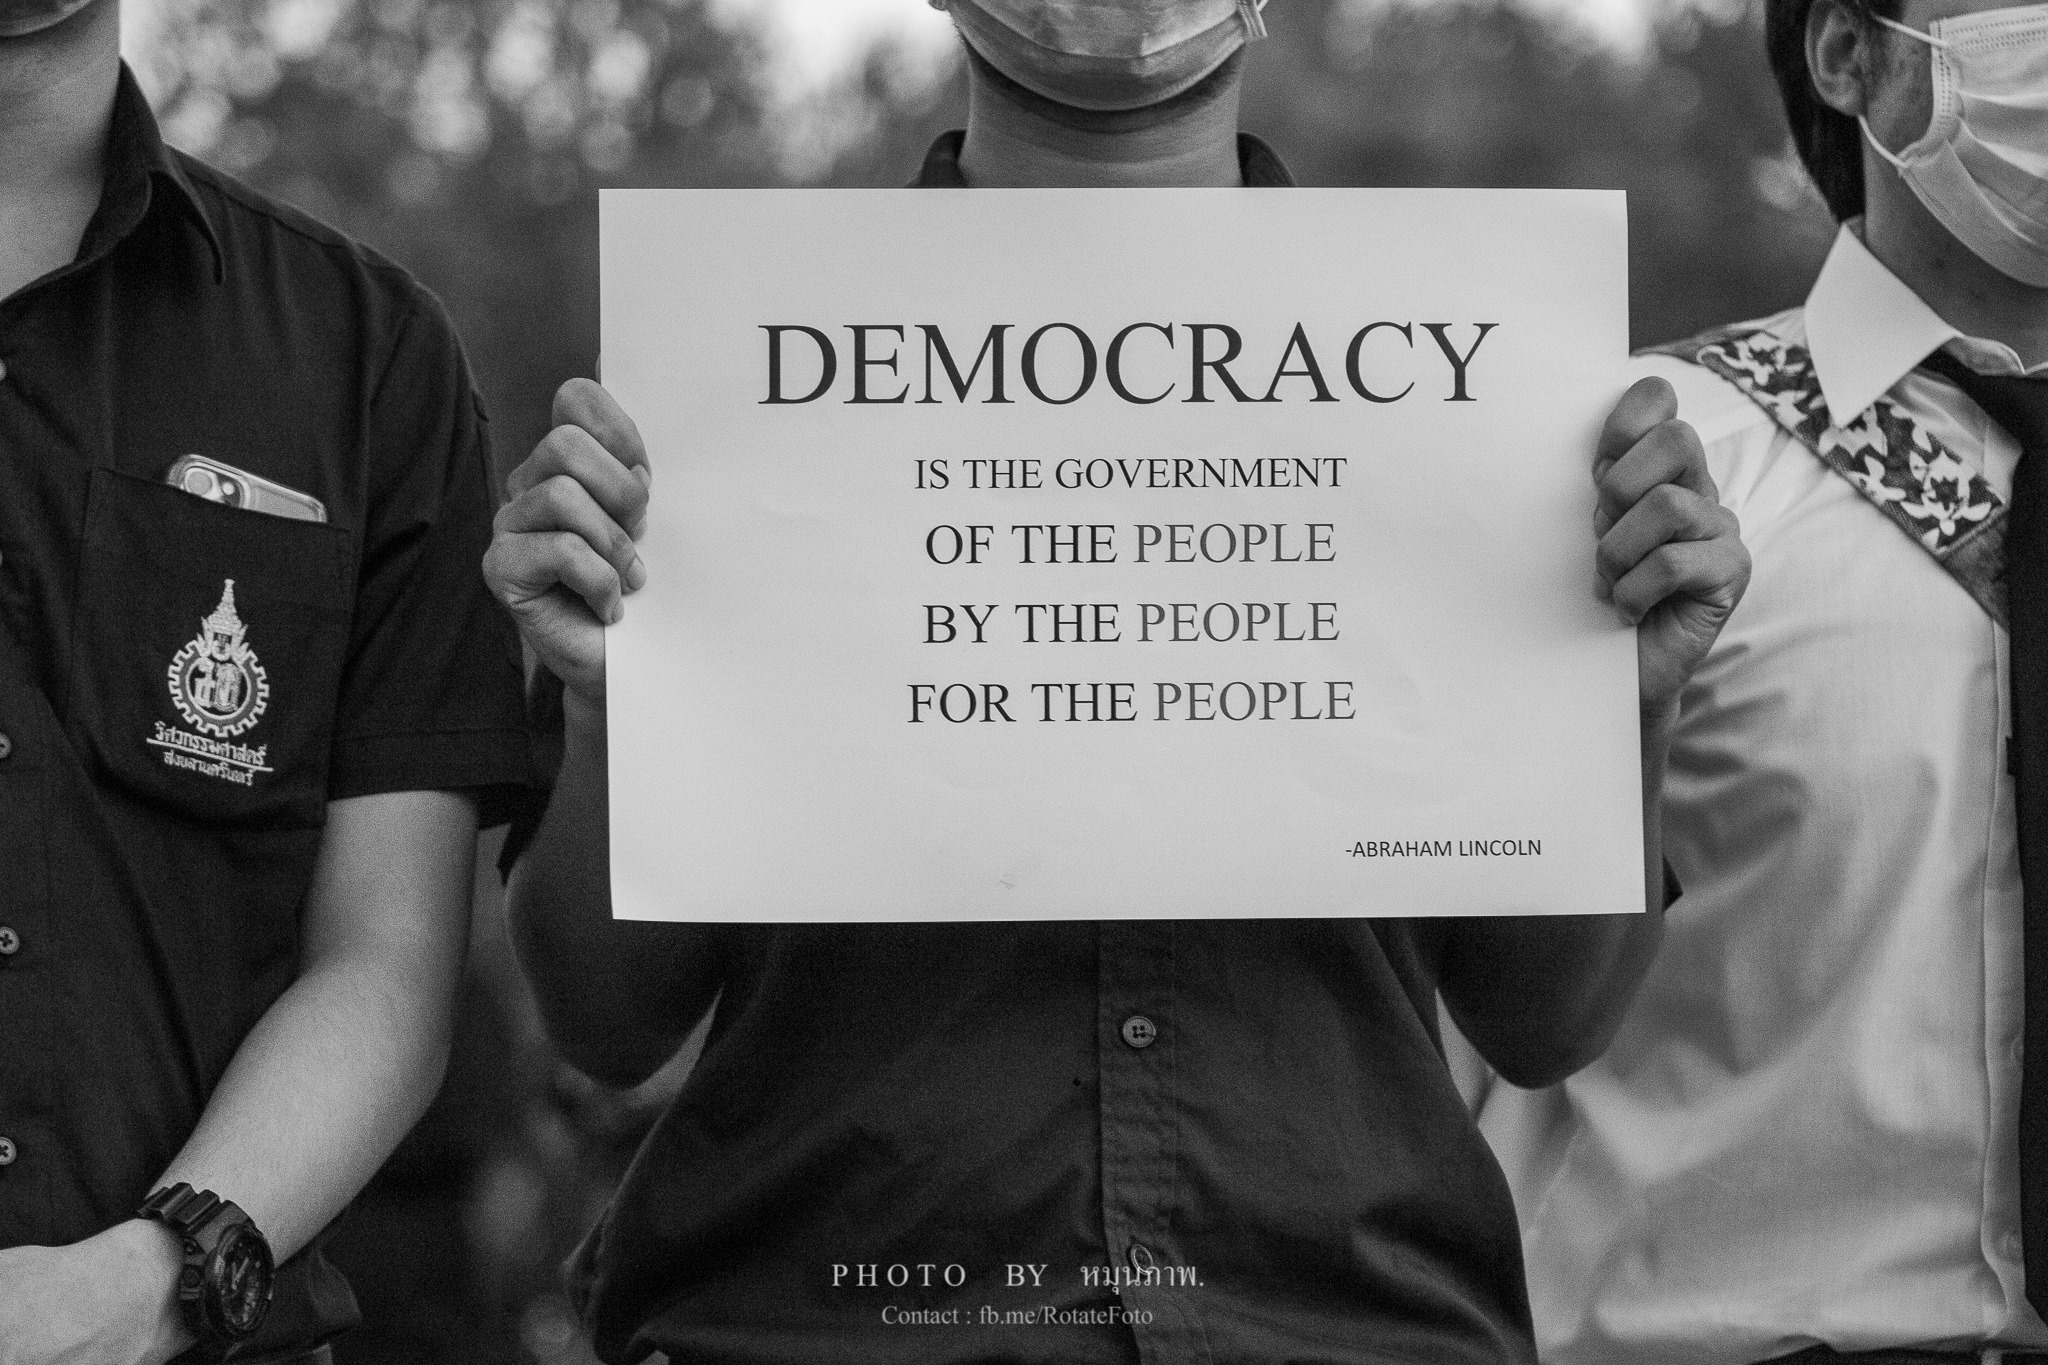 DEMOCRACY
IS THE GOVERNMENT
OF THE PEOPLE
BY THE PEOPLE
FOR THE PEOPLE
-ABRAHAM LINCOLN
วิศวกรรมศาสตร์
สงขลานครินทร์
PHOTO BY หมุนภาพ.
Contact : fb.me/RotateFoto